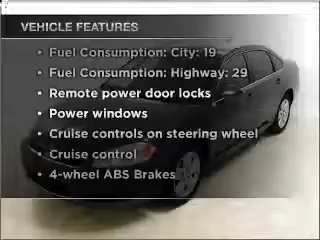 VEHICLE FEATURES
• Fuel Consumption: City: 19
• Fuel Consumption: Highway: 29
• Remote power door locks
• Power windows
• Cruise controls on steering wheel
• Cruise control
• 4-wheel ABS Brakes